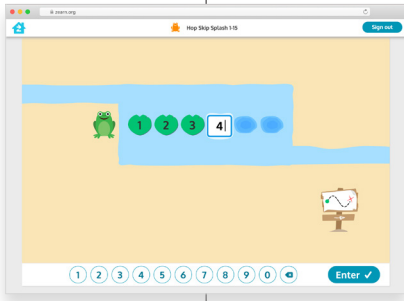 zearn.org
Hop Skip Splash 1-15
Sign out
1 2 3 4
1 2 3 4 5 6 7 8 9 0
Enter ✓